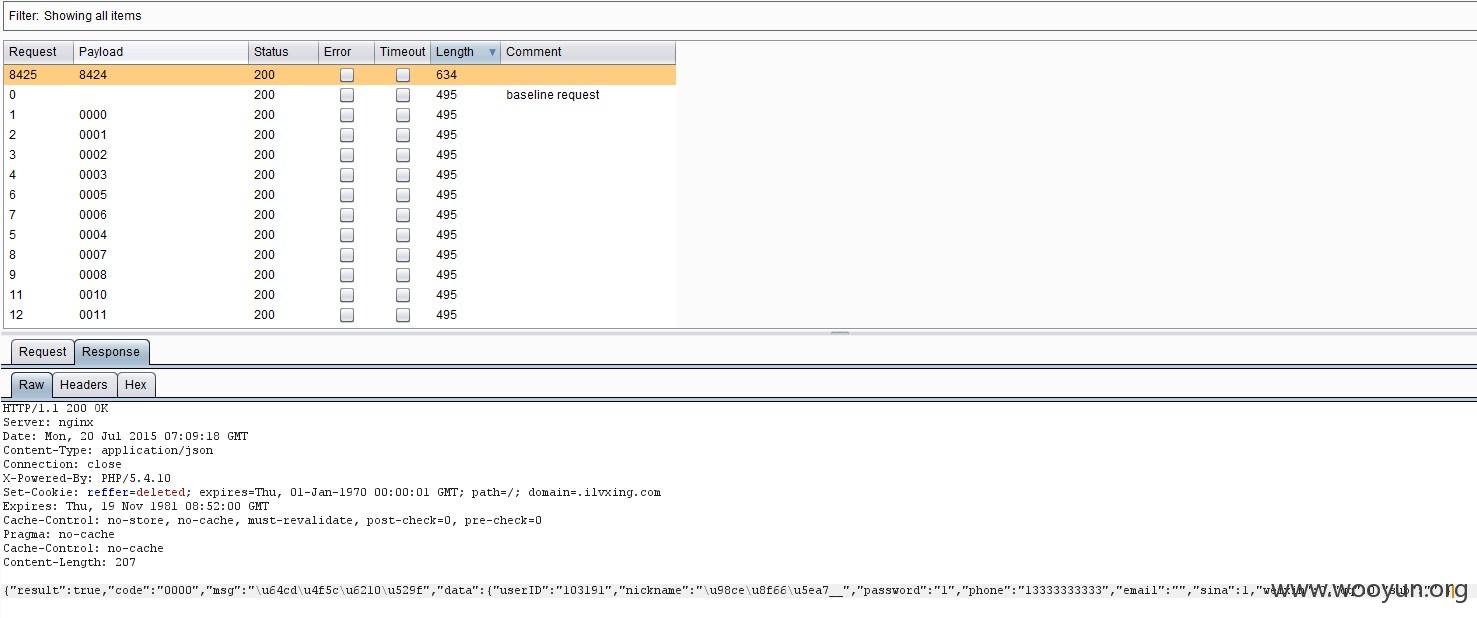 Filter: Showing all items
Request Payload Status Error Timeout Length Comment
8425 8424 200 634
0 200 495 baseline request
1 0000 200 495
2 0001 200 495
3 0002 200 495
4 0003 200 495
6 0005 200 495
7 0006 200 495
5 0004 200 495
8 0007 200 495
9 0008 200 495
11 0010 200 495
12 0011 200 495
Request Response
Raw Headers Hex
HTTP/1.1 200 OK
Server: nginx
Date: Mon, 20 Jul 2015 07:09:18 GMT
Content-Type: application/json
Connection: close
X-Powered-By: PHP/5.4.10
Set-Cookie: reffer=deleted; expires=Thu, 01-Jan-1970 00:00:01 GMT; path=/; domain=.ilvxing.com
Expires: Thu, 19 Nov 1981 08:52:00 GMT
Cache-Control: no-store, no-cache, must-revalidate, post-check=0, pre-check=0
Pragma: no-cache
Cache-Control: no-cache
Content-Length: 207
{"result":true,"code":"0000","msg":"\u64cd\u4f5c\u6210\u529f","data":{"userID":"103191","nickname":"\u98ce\u8f66\u5ea7__","password":"1","phone":"13333333333","email":"","sina":1,
www.wooyun.org